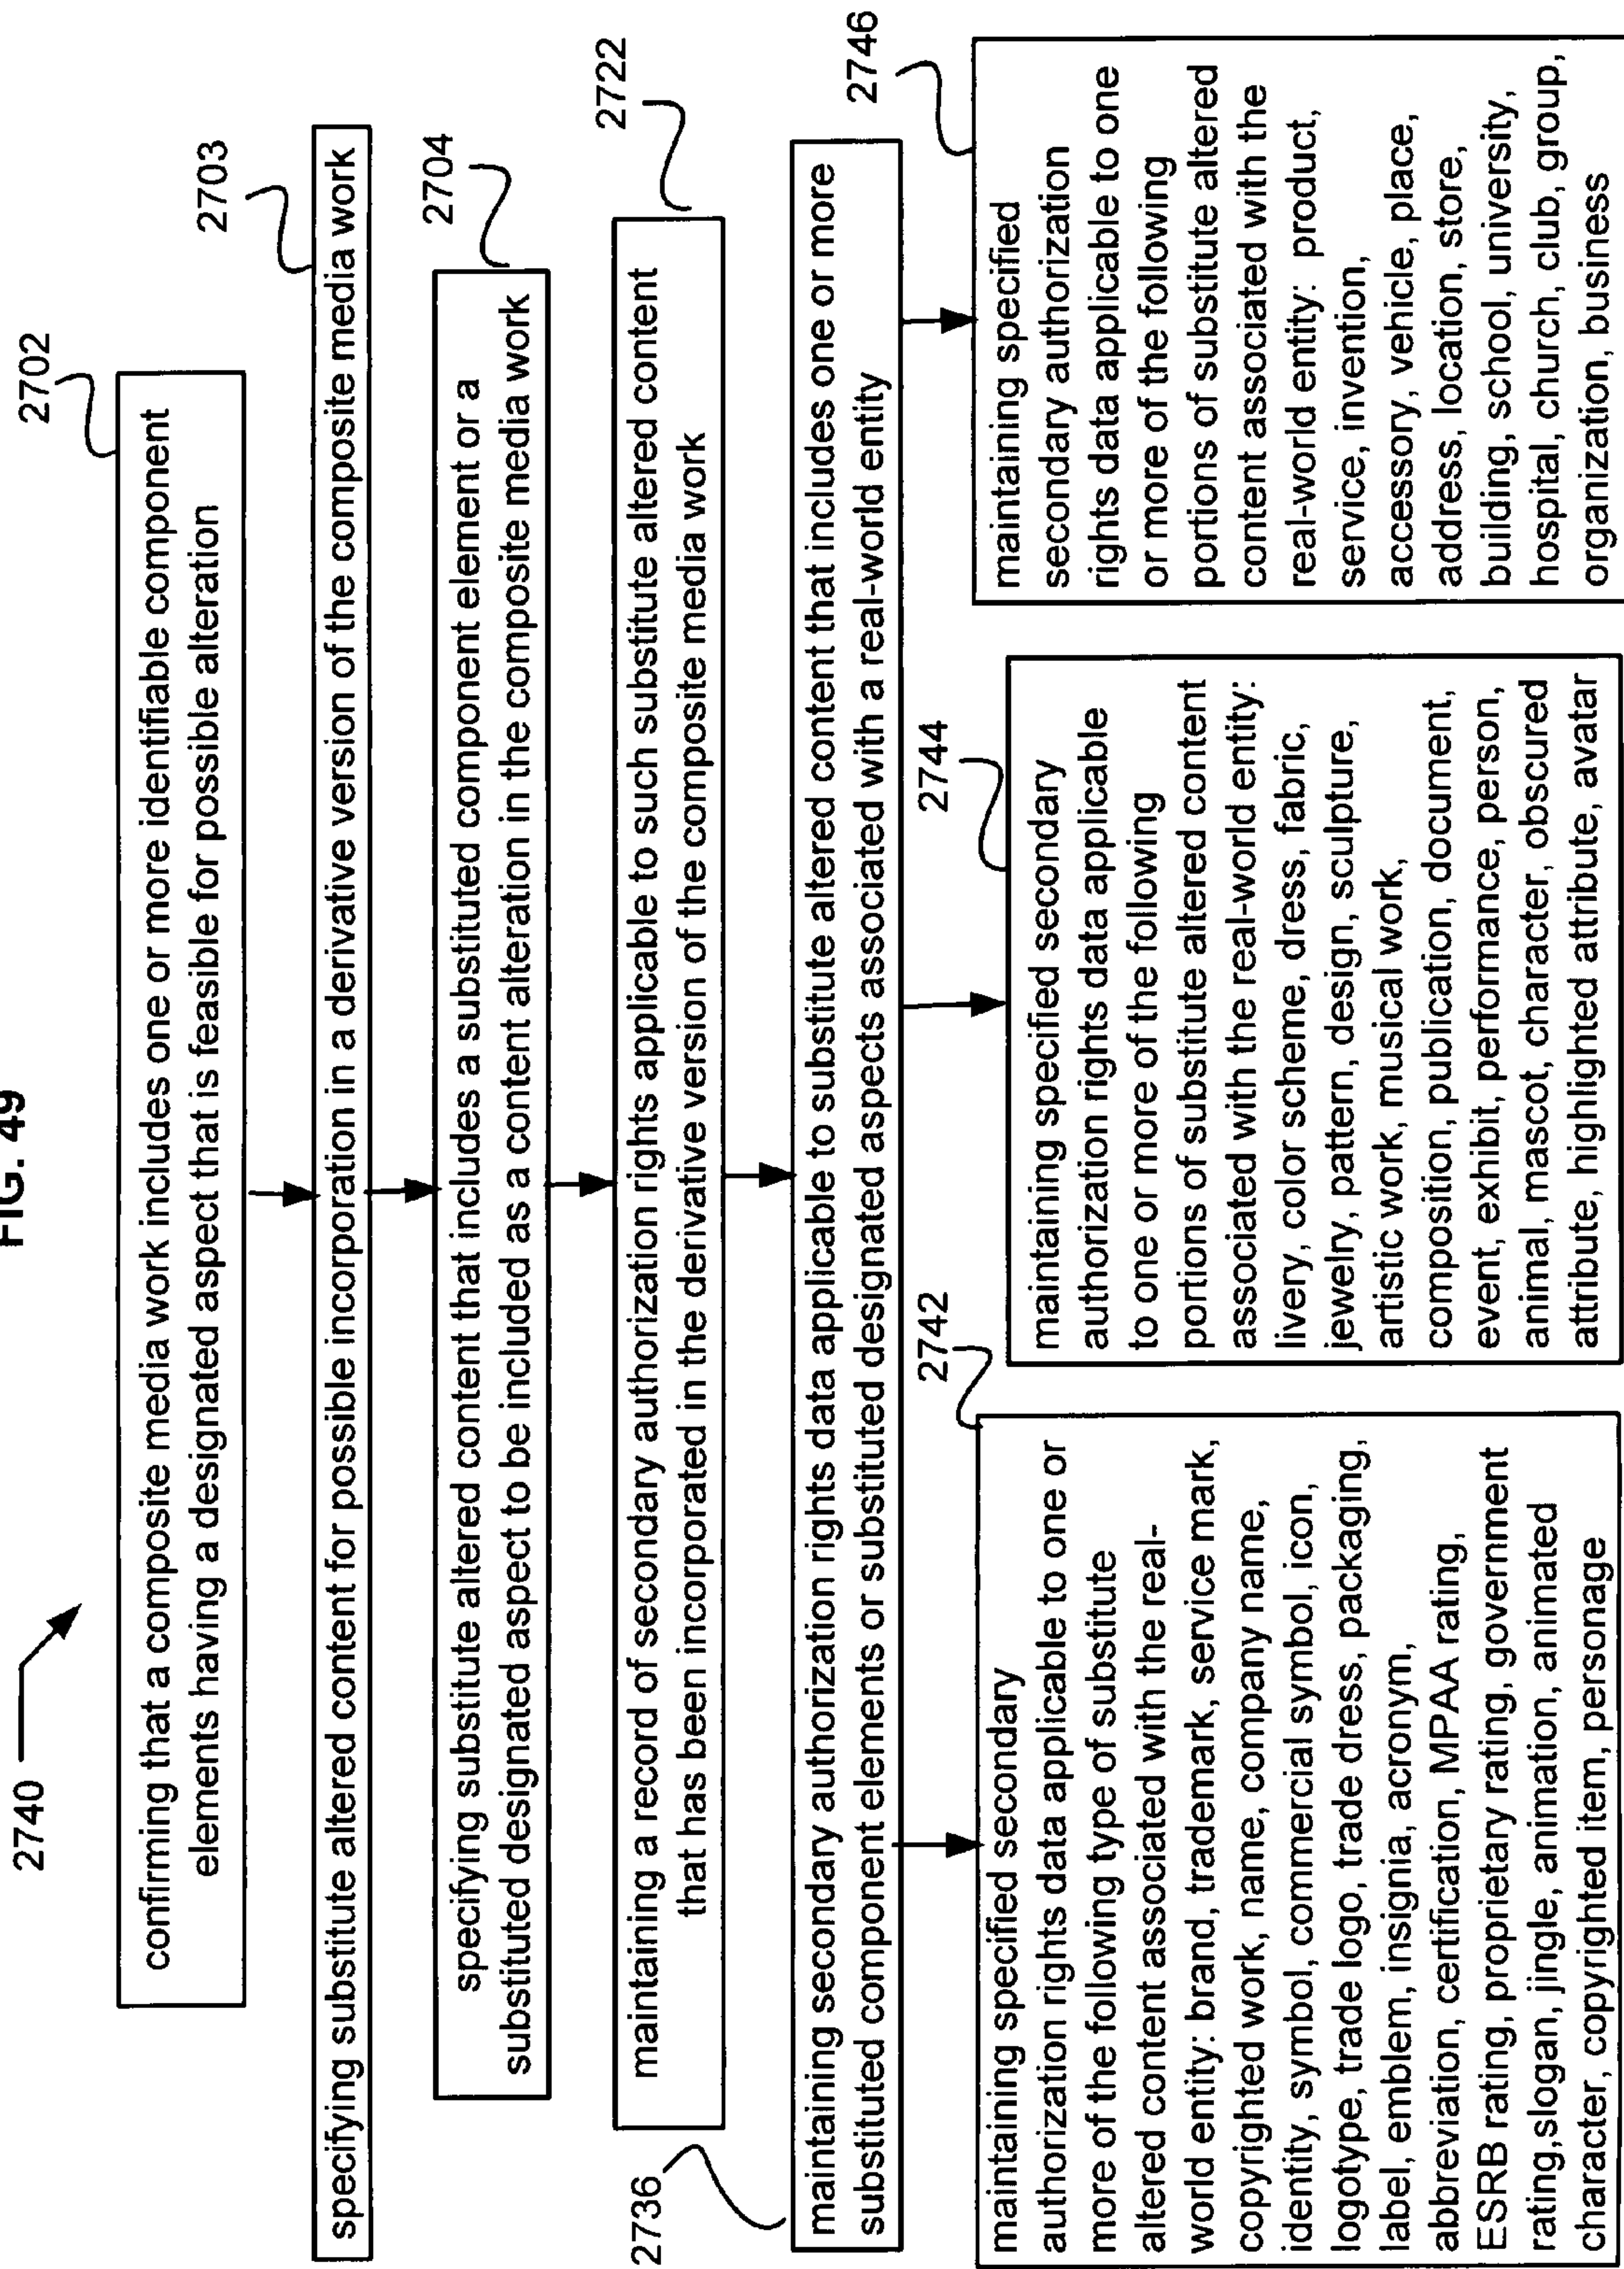 FIG. 49
2740
2702
confirming that a composite media work includes one or more identifiable component
elements having a designated aspect that is feasible for possible alteration
2703
specifying substitute altered content for possible incorporation in a derivative version of the composite media work
2704
specifying substitute altered content that includes a substituted component element or a
substituted designated aspect to be included as a content alteration in the composite media work
2722
maintaining a record of secondary authorization rights applicable to such substitute altered content
that has been incorporated in the derivative version of the composite media work
2736
maintaining secondary authorization rights data applicable to substitute altered content that includes one or more
substituted component elements or substituted designated aspects associated with a real-world entity
2742
maintaining specified secondary
authorization rights data applicable to one or
more of the following type of substitute
altered content associated with the real-
world entity: brand, trademark, service mark,
copyrighted work, name, company name,
identity, symbol, commercial symbol, icon,
logotype, trade logo, trade dress, packaging,
label, emblem, insignia, acronym,
abbreviation, certification, MPAA rating,
ESRB rating, proprietary rating, government
rating,slogan, jingle, animation, animated
character, copyrighted item, personage
2744
maintaining specified secondary
authorization rights data applicable
to one or more of the following
portions of substitute altered content
associated with the real-world entity:
livery, color scheme, dress, fabric,
jewelry, pattern, design, sculpture,
artistic work, musical work,
composition, publication, document,
event, exhibit, performance, person,
animal, mascot, character, obscured
attribute, highlighted attribute, avatar
2746
maintaining specified
secondary authorization
rights data applicable to one
or more of the following
portions of substitute altered
content associated with the
real-world entity: product,
service, invention,
accessory, vehicle, place,
address, location, store,
building, school, university,
hospital, church, club, group,
organization, business